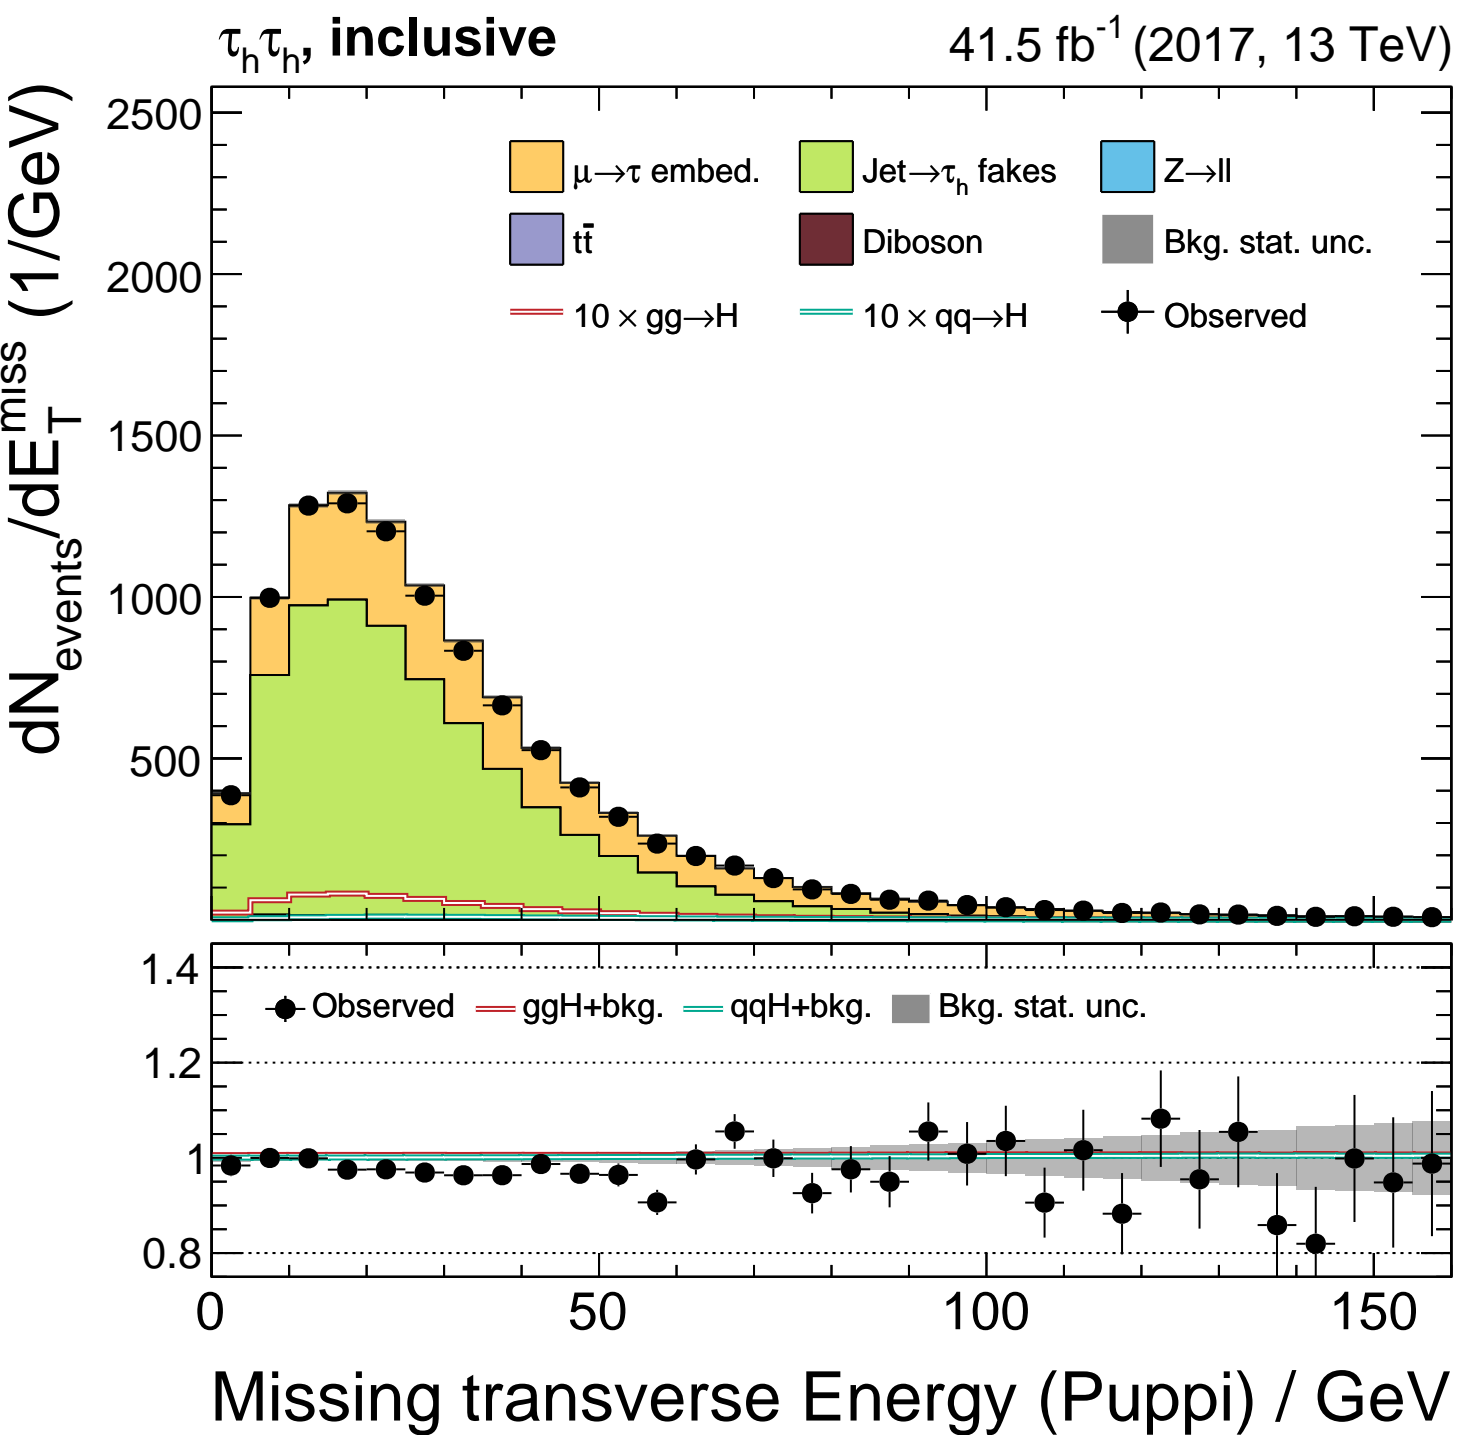 τhτh, inclusive 41.5 fb-1 (2017, 13 TeV)
dNevents/dETmiss (1/GeV)
2500
2000
1500
1000
500
μ→τ embed. Jet→τh fakes Z→ll
tt̄ Diboson Bkg. stat. unc.
10 × gg→H 10 × qq→H Observed
1.4
1.2
1
0.8
Observed ggH+bkg. qqH+bkg. Bkg. stat. unc.
0 50 100 150
Missing transverse Energy (Puppi) / GeV